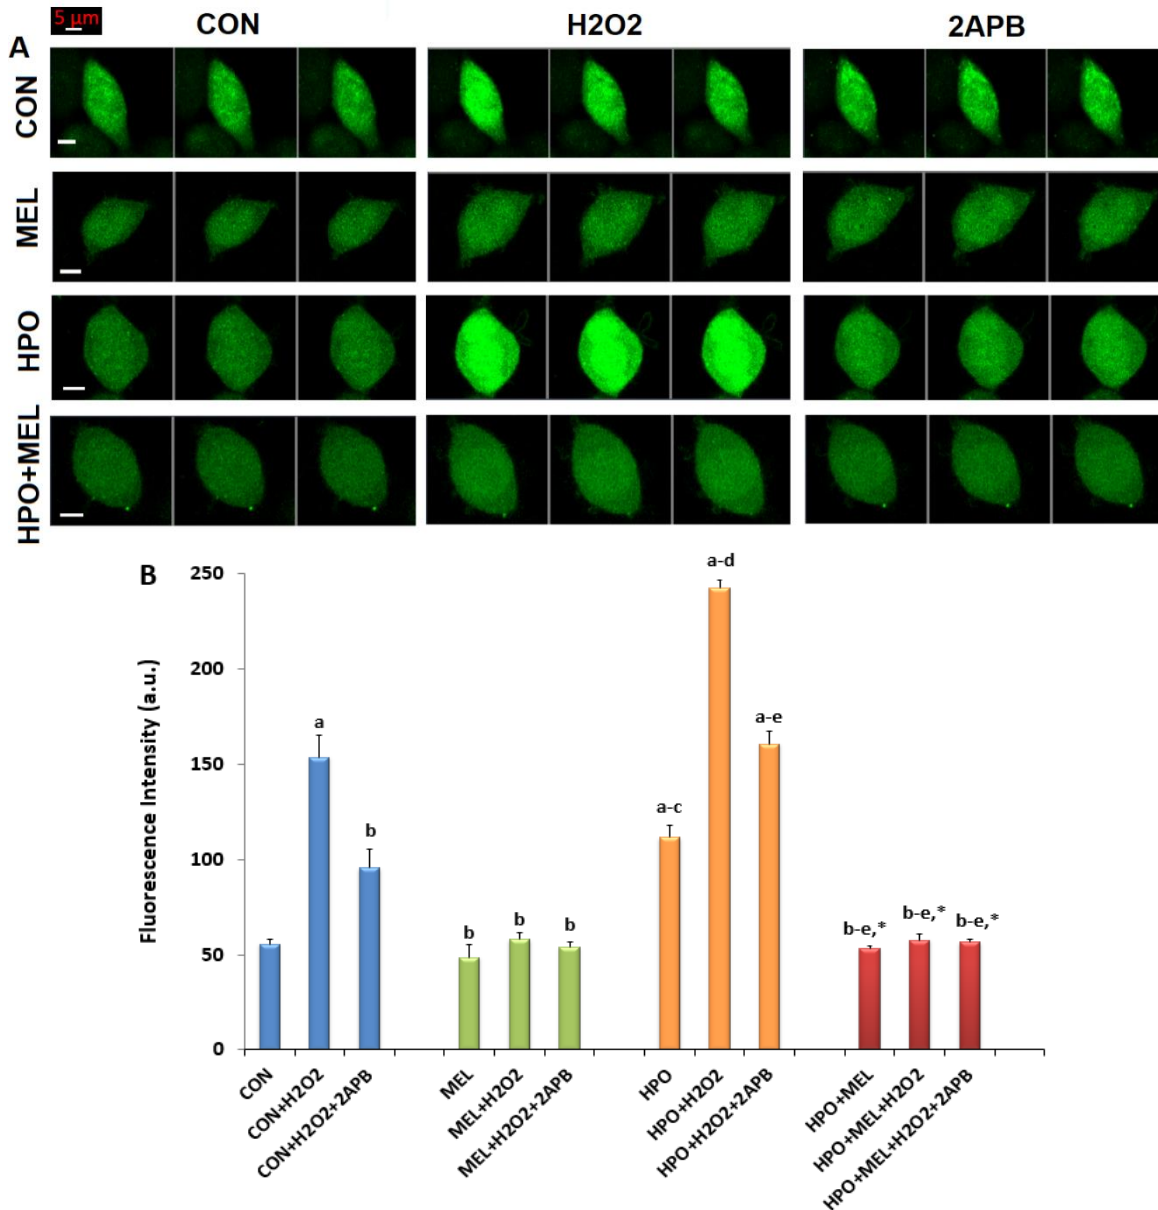 5 µm
CON H2O2 2APB
A
CON
MEL
HPO
HPO+MEL
B
Fluorescence Intensity (a.u.)
250
200
150
100
50
0
a
b
b
b
b
a-c
a-d
a-e
b-e,*
b-e,*
b-e,*
CON
CON+H2O2
CON+H2O2+2APB
MEL
MEL+H2O2
MEL+H2O2+2APB
HPO
HPO+H2O2
HPO+H2O2+2APB
HPO+MEL
HPO+MEL+H2O2
HPO+MEL+H2O2+2APB